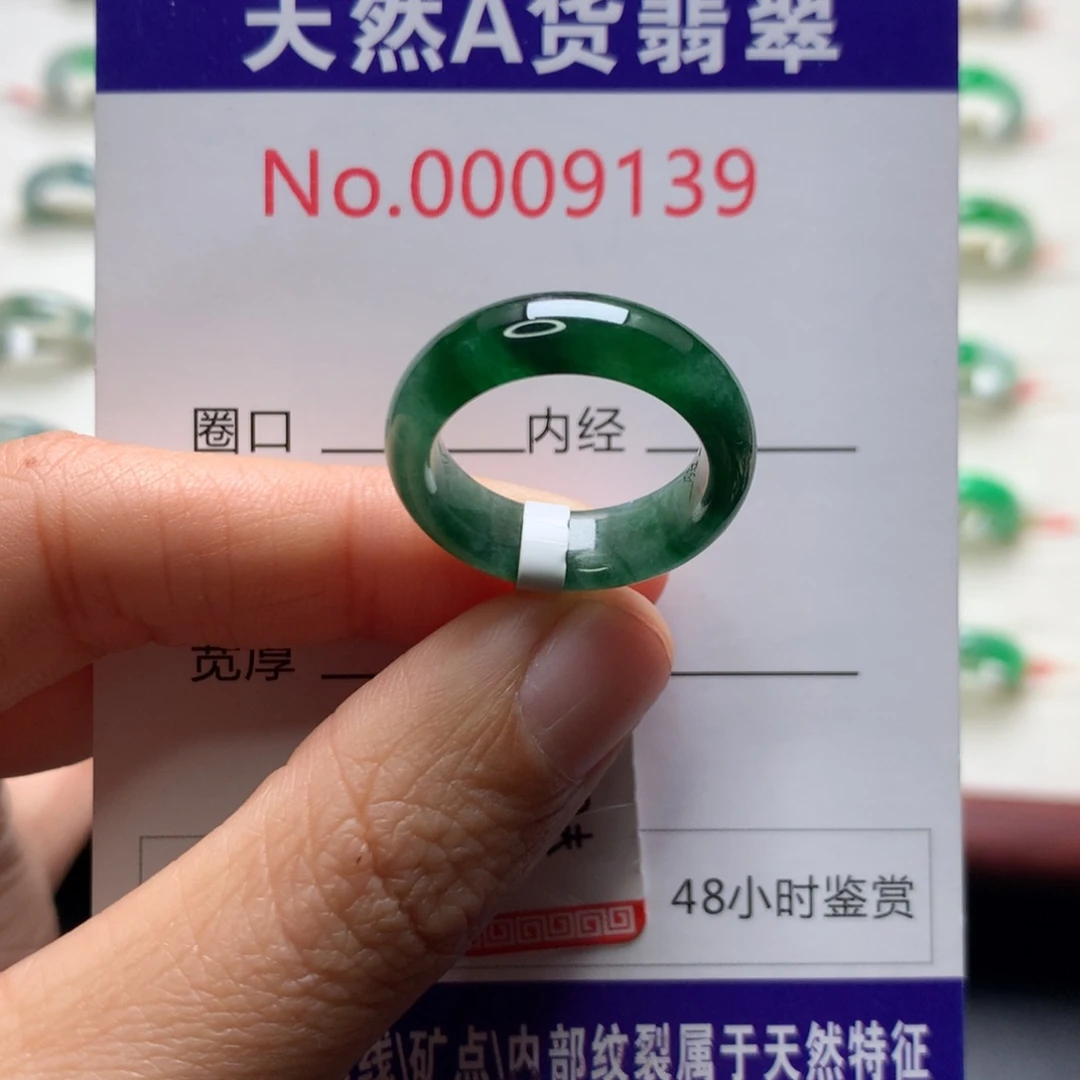 天然A货翡翠
No.0009139
圈口 内经
宽厚
48小时鉴赏
线\矿点\内部纹裂属于天然特征